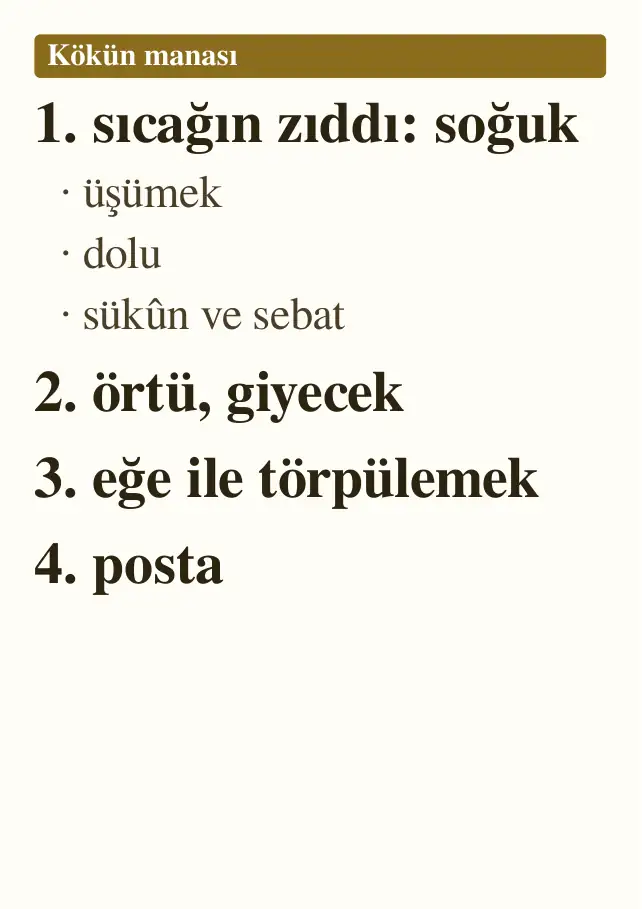 Kökün manası
1. sıcağın zıddı: soğuk
· üşümek
· dolu
· sükûn ve sebat
2. örtü, giyecek
3. eğe ile törpülemek
4. posta